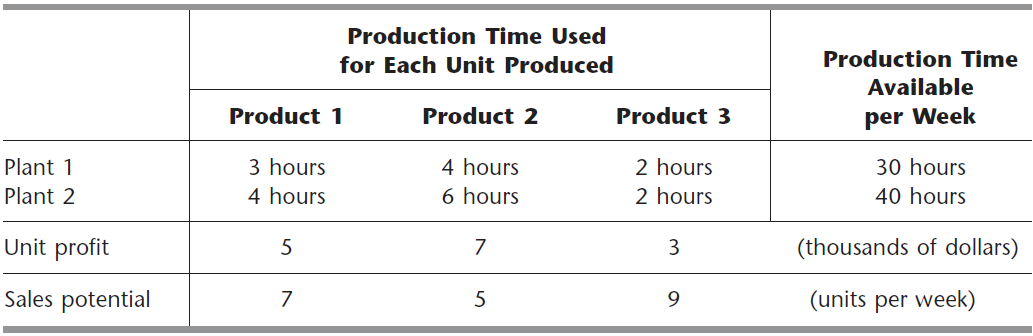 Production Time Used
for Each Unit Produced
Production Time
Available
per Week
Product 1 Product 2 Product 3
Plant 1 3 hours 4 hours 2 hours 30 hours
Plant 2 4 hours 6 hours 2 hours 40 hours
Unit profit 5 7 3 (thousands of dollars)
Sales potential 7 5 9 (units per week)